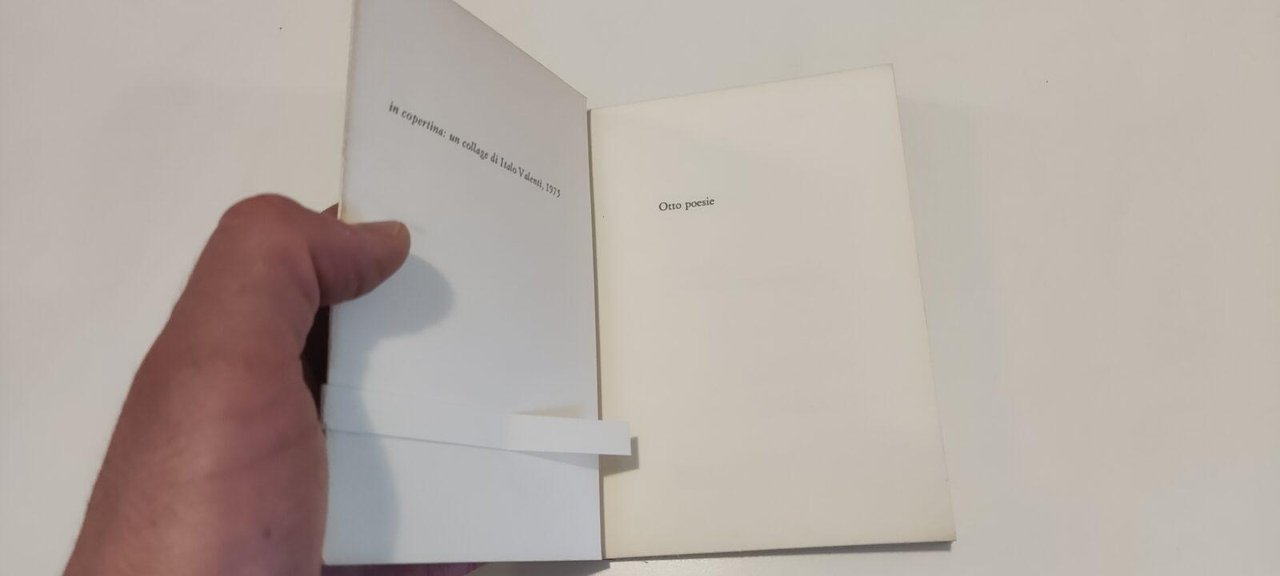 in copertina: un collage di Italo Valenti, 1975
Otto poesie